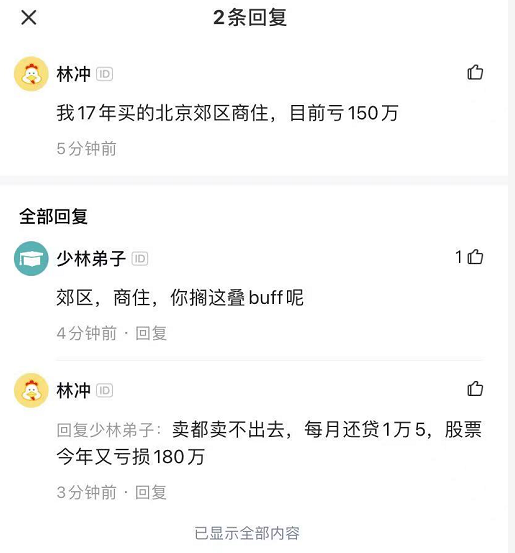 2条回复
林冲 ID
我17年买的北京郊区商住，目前亏150万
5分钟前
全部回复
少林弟子 ID
1
郊区，商住，你搁这叠buff呢
4分钟前 · 回复
林冲 ID
回复少林弟子：卖都卖不出去，每月还贷1万5，股票
今年又亏损180万
3分钟前 · 回复
已显示全部内容